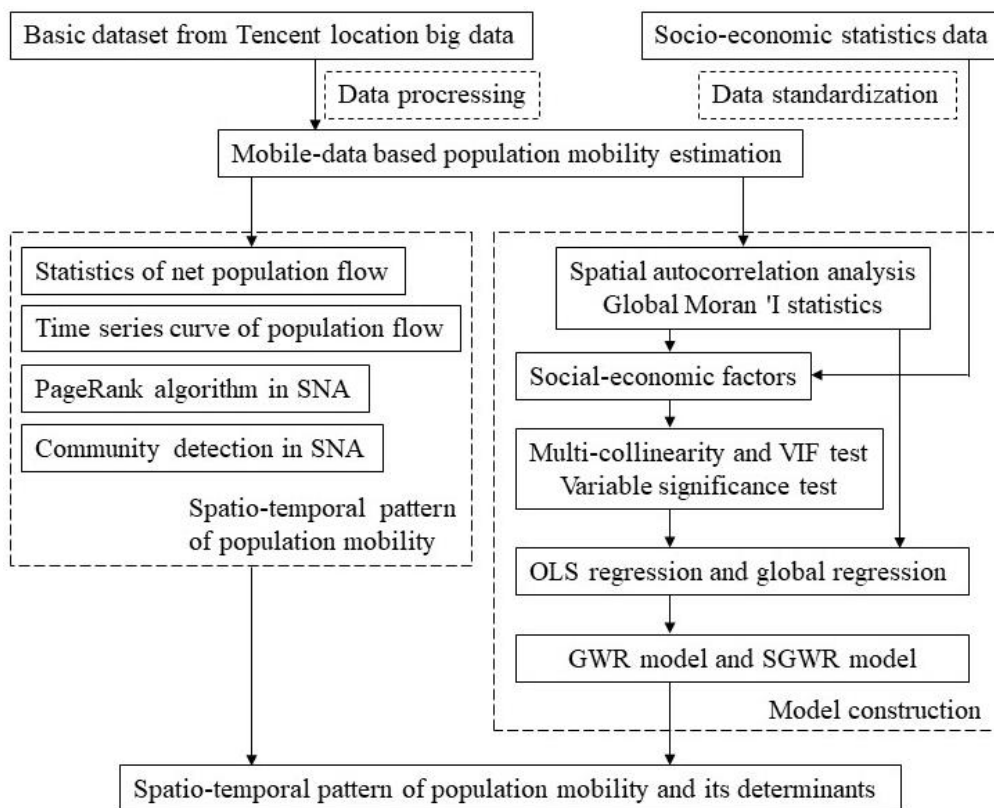 Basic dataset from Tencent location big data
Socio-economic statistics data
Data procressing
Data standardization
Mobile-data based population mobility estimation
Statistics of net population flow
Time series curve of population flow
PageRank algorithm in SNA
Community detection in SNA
Spatio-temporal pattern
of population mobility
Spatial autocorrelation analysis
Global Moran 'I statistics
Social-economic factors
Multi-collinearity and VIF test
Variable significance test
OLS regression and global regression
GWR model and SGWR model
Model construction
Spatio-temporal pattern of population mobility and its determinants